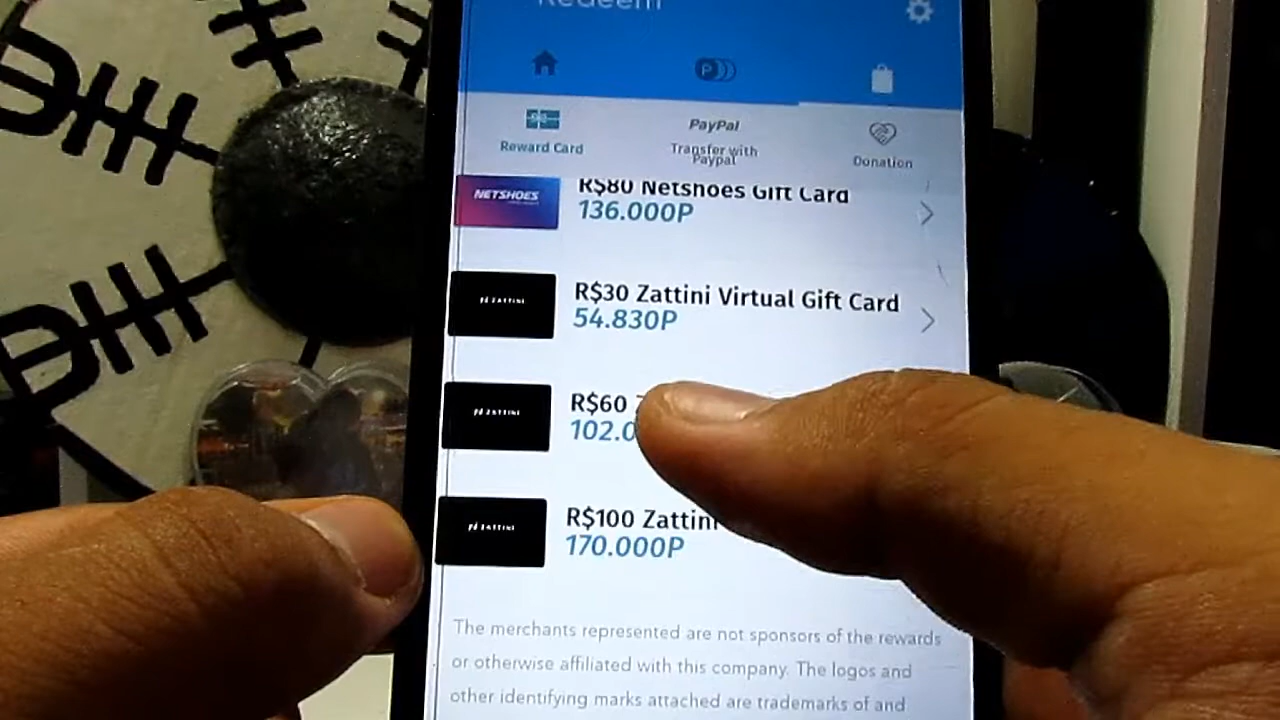 Redeem
Reward Card
PayPal
Transfer with
Paypal
Donation
NETSHOES
R$80 Netshoes Gift Card
136.000P
ZATTINI
R$30 Zattini Virtual Gift Card
54.830P
ZATTINI
R$60
102.0
ZATTINI
R$100 Zattini
170.000P
The merchants represented are not sponsors of the rewards
or otherwise affiliated with this company. The logos and
other identifying marks attached are trademarks of and